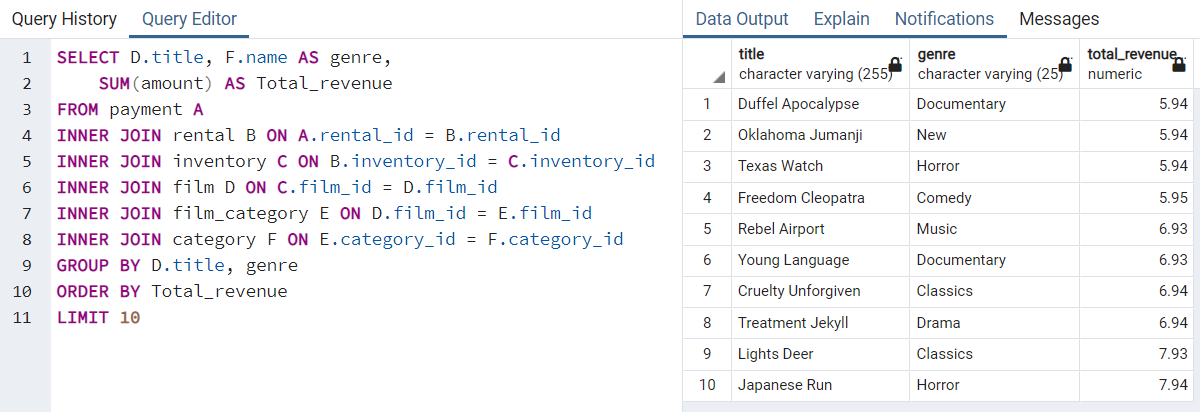 Query History Query Editor
1 SELECT D.title, F.name AS genre,
2 SUM(amount) AS Total_revenue
3 FROM payment A
4 INNER JOIN rental B ON A.rental_id = B.rental_id
5 INNER JOIN inventory C ON B.inventory_id = C.inventory_id
6 INNER JOIN film D ON C.film_id = D.film_id
7 INNER JOIN film_category E ON D.film_id = E.film_id
8 INNER JOIN category F ON E.category_id = F.category_id
9 GROUP BY D.title, genre
10 ORDER BY Total_revenue
11 LIMIT 10
Data Output Explain Notifications Messages
title genre total_revenue
character varying (255) character varying (25) numeric
1 Duffel Apocalypse Documentary 5.94
2 Oklahoma Jumanji New 5.94
3 Texas Watch Horror 5.94
4 Freedom Cleopatra Comedy 5.95
5 Rebel Airport Music 6.93
6 Young Language Documentary 6.93
7 Cruelty Unforgiven Classics 6.94
8 Treatment Jekyll Drama 6.94
9 Lights Deer Classics 7.93
10 Japanese Run Horror 7.94